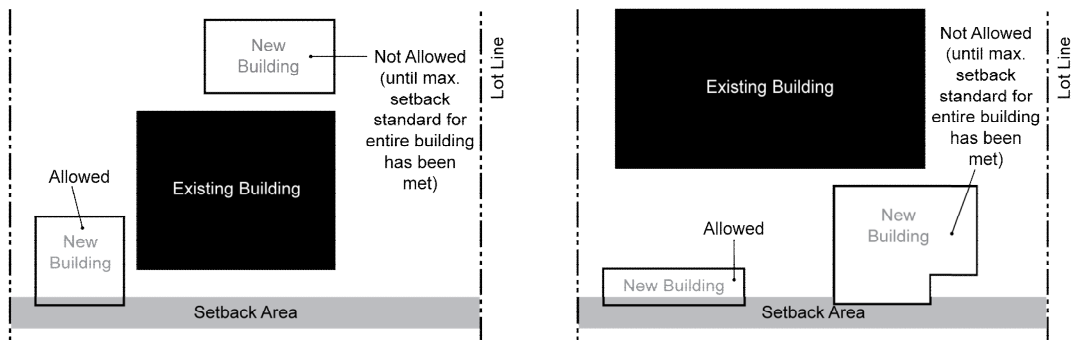 New
Building
Not Allowed
(until max.
setback
standard for
entire building
has been
met)
Lot Line
Existing Building
Allowed
New
Building
Setback Area
Existing Building
Not Allowed
(until max.
setback
standard for
entire building
has been
met)
Lot Line
New
Building
Allowed
New Building
Setback Area